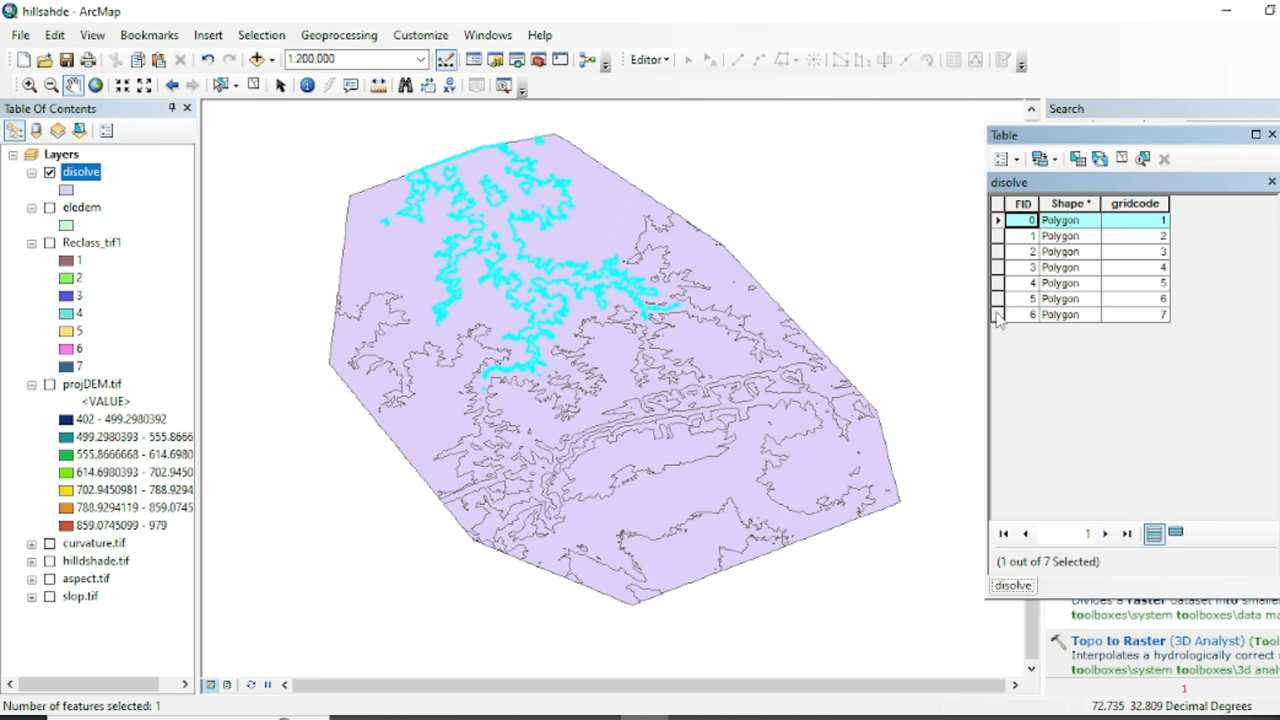 hillsahde - ArcMap
File Edit View Bookmarks Insert Selection Geoprocessing Customize Windows Help
1:200.000
Editor
Table Of Contents
Search
Layers
disolve
eledem
Reclass_tif1
1
2
3
4
5
6
7
projDEM.tif
<VALUE>
402 - 499.2980392
499.2980393 - 555.8666
555.8666668 - 614.6980
614.6980393 - 702.9450
702.9450981 - 788.9294
788.9294119 - 859.0745
859.0745099 - 979
curvature.tif
hilldshade.tif
aspect.tif
slop.tif
Table
disolve
FID Shape * gridcode
0 Polygon 1
1 Polygon 2
2 Polygon 3
3 Polygon 4
4 Polygon 5
5 Polygon 6
6 Polygon 7
1
(1 out of 7 Selected)
disolve
Divides a raster dataset into smalle
toolboxes\system toolboxes\data ma
Topo to Raster (3D Analyst) (Tool
Interpolates a hydrologically correct
toolboxes\system toolboxes\3d anal
1
Number of features selected: 1
72.735 32.809 Decimal Degrees